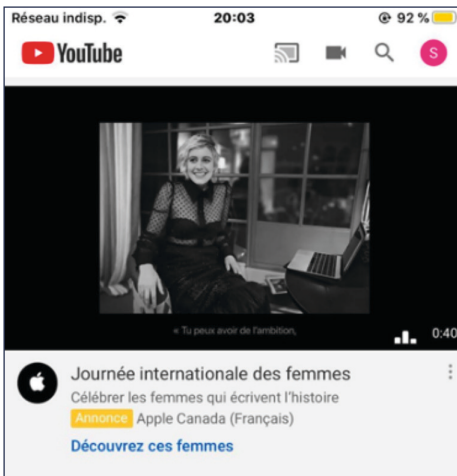 Réseau indisp. 20:03 92 %
YouTube S
« Tu peux avoir de l'ambition,
0:40
Journée internationale des femmes
Célébrer les femmes qui écrivent l'histoire
Annonce Apple Canada (Français)
Découvrez ces femmes